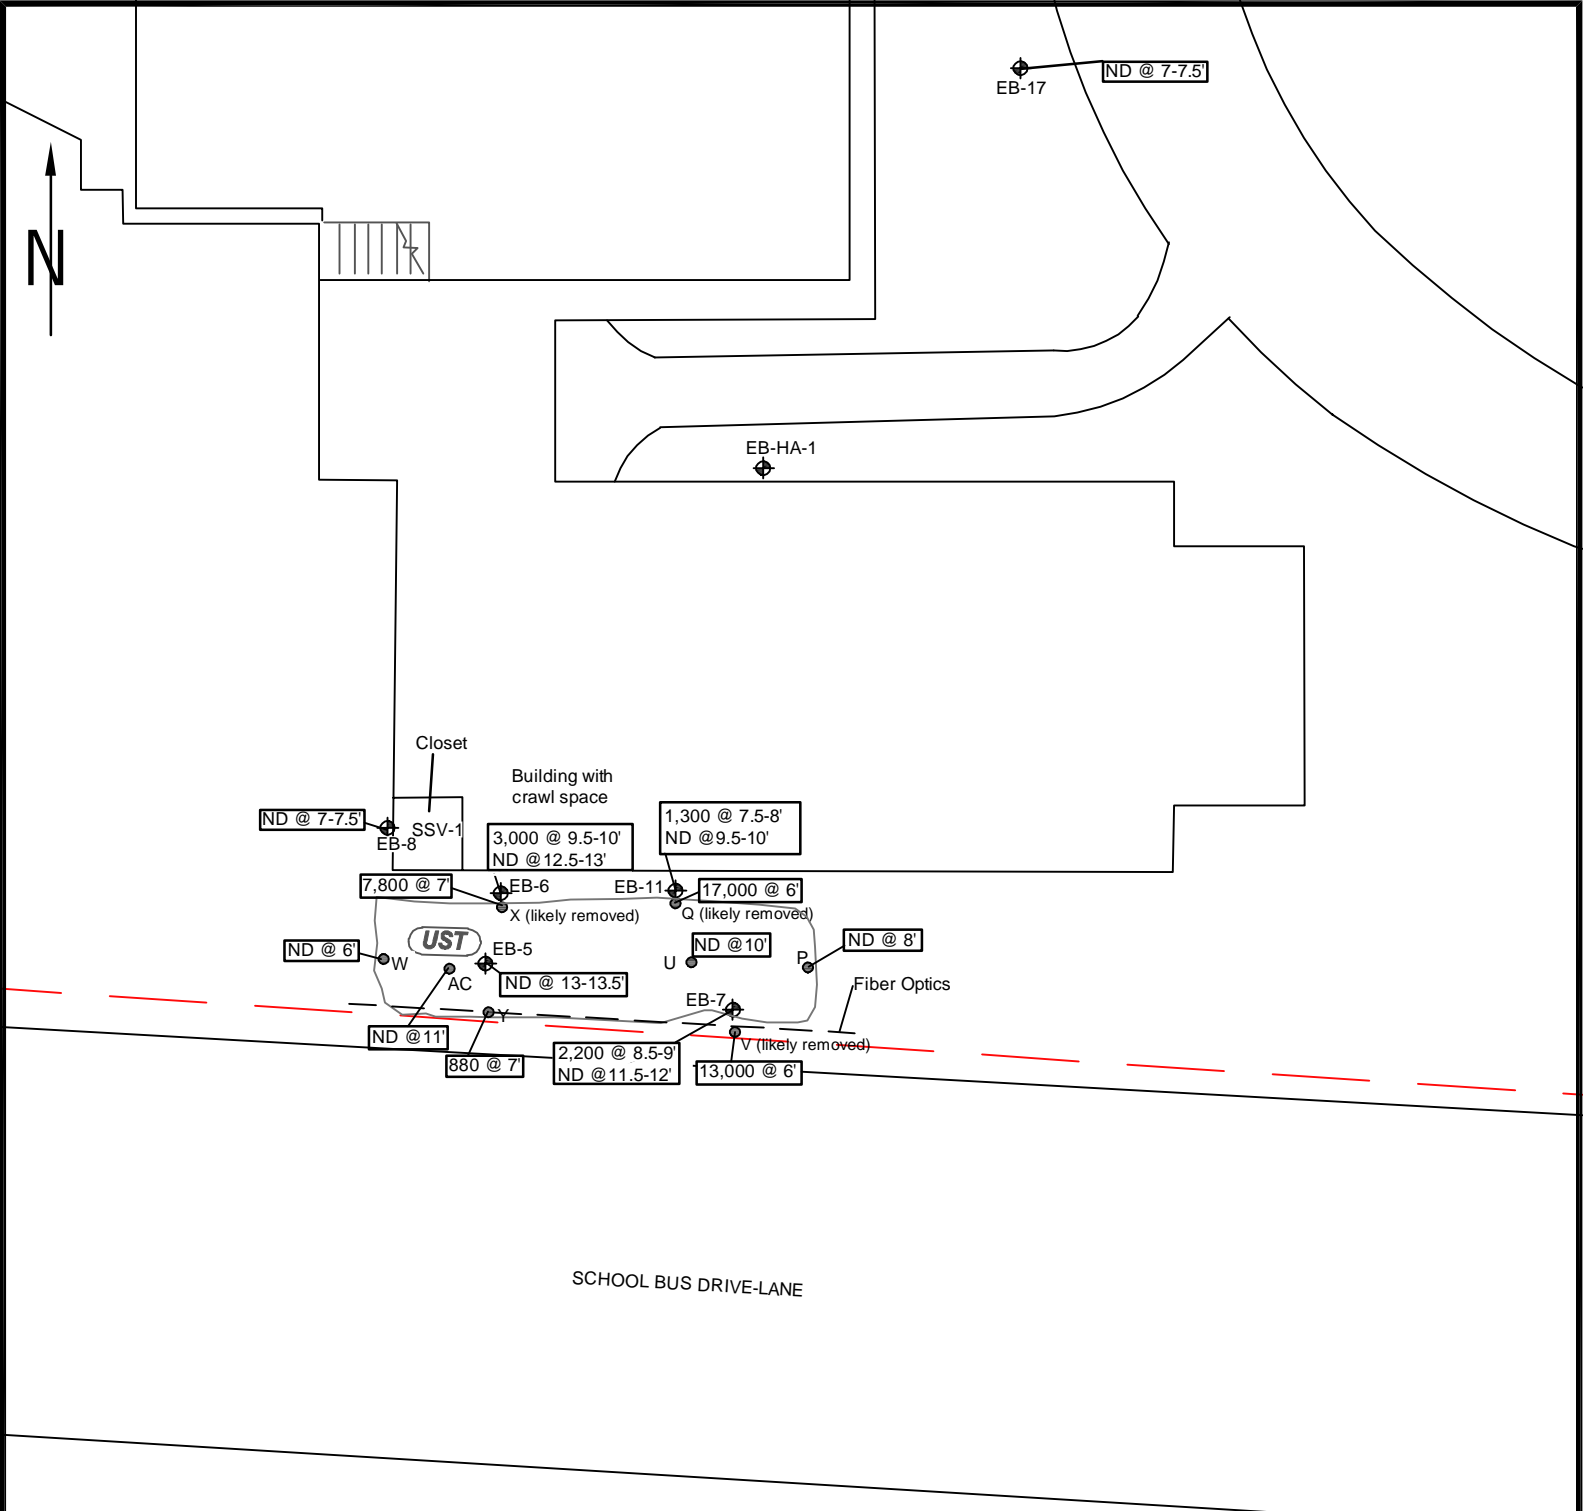 ND @ 7-7.5'
EB-17
N
EB-HA-1
Closet
Building with
crawl space
ND @ 7-7.5'
SSV-1
EB-8
3,000 @ 9.5-10'
ND @12.5-13'
1,300 @ 7.5-8'
ND @9.5-10'
7,800 @ 7'
EB-6
EB-11
17,000 @ 6'
X (likely removed)
Q (likely removed)
UST
ND @ 6'
W
EB-5
AC
ND @ 13-13.5'
U
ND @10'
P
ND @ 8'
Fiber Optics
EB-7
Y
ND @11'
880 @ 7'
2,200 @ 8.5-9'
ND @11.5-12'
V (likely removed)
13,000 @ 6'
SCHOOL BUS DRIVE-LANE